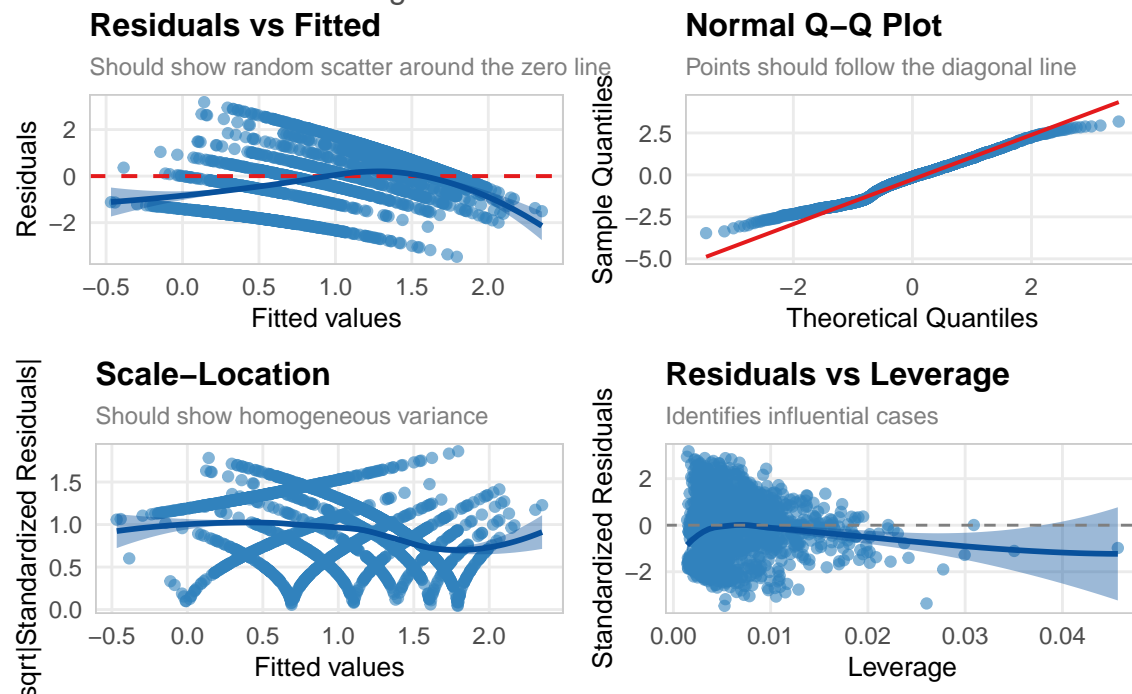 Residuals vs Fitted
Should show random scatter around the zero line
Residuals
2
0
−2
−0.5 0.0 0.5 1.0 1.5 2.0
Fitted values
Normal Q−Q Plot
Points should follow the diagonal line
Sample Quantiles
2.5
0.0
−2.5
−5.0
−2 0 2
Theoretical Quantiles
Scale−Location
Should show homogeneous variance
sqrt|Standardized Residuals|
1.5
1.0
0.5
0.0
−0.5 0.0 0.5 1.0 1.5 2.0
Fitted values
Residuals vs Leverage
Identifies influential cases
Standardized Residuals
2
0
−2
0.00 0.01 0.02 0.03 0.04
Leverage